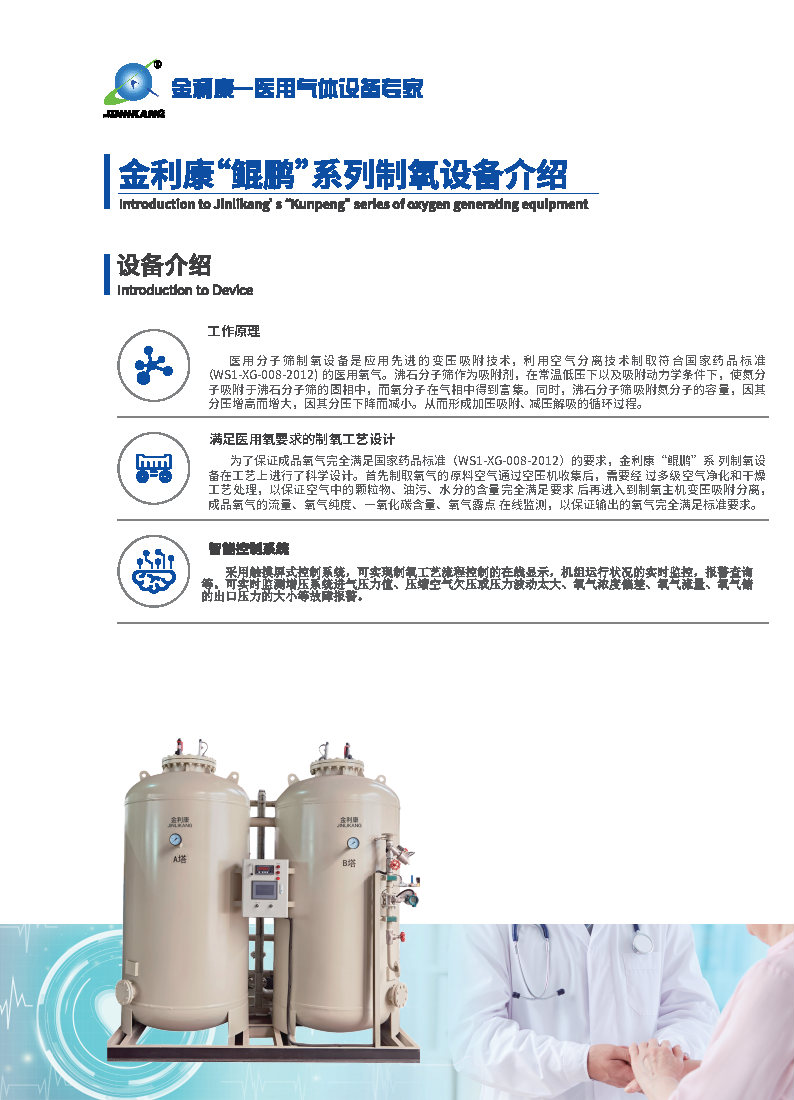 JINLIKANG
金利康—医用气体设备专家
金利康“鲲鹏”系列制氧设备介绍
Introduction to Jinlikang' s "Kunpeng" series of oxygen generating equipment
设备介绍
Introduction to Device
工作原理
医用分子筛制氧设备是应用先进的变压吸附技术，利用空气分离技术制取符合国家药品标准
(WS1-XG-008-2012) 的医用氧气。沸石分子筛作为吸附剂，在常温低压下以及吸附动力学条件下，使氮分
子吸附于沸石分子筛的固相中，而氧分子在气相中得到富集。同时，沸石分子筛吸附氮分子的容量，因其
分压增高而增大，因其分压下降而减小。从而形成加压吸附、减压解吸的循环过程。
满足医用氧要求的制氧工艺设计
为了保证成品氧气完全满足国家药品标准（WS1-XG-008-2012）的要求，金利康“鲲鹏”系 列制氧设
备在工艺上进行了科学设计。首先制取氧气的原料空气通过空压机收集后，需要经 过多级空气净化和干燥
工艺处理，以保证空气中的颗粒物、油污、水分的含量完全满足要求 后再进入到制氧主机变压吸附分离，
成品氧气的流量、氧气纯度、一氧化碳含量、氧气露点 在线监测，以保证输出的氧气完全满足标准要求。
智能控制系统
采用触摸屏式控制系统，可实现制氧工艺流程控制的在线显示，机组运行状况的实时监控，报警查询
等。可实时监测增压系统进气压力值、压缩空气欠压或压力波动太大、氧气浓度偏差、氧气流量、氧气储
的出口压力的大小等故障报警。
金利康
JINLIKANG
A塔
金利康
JINLIKANG
B塔